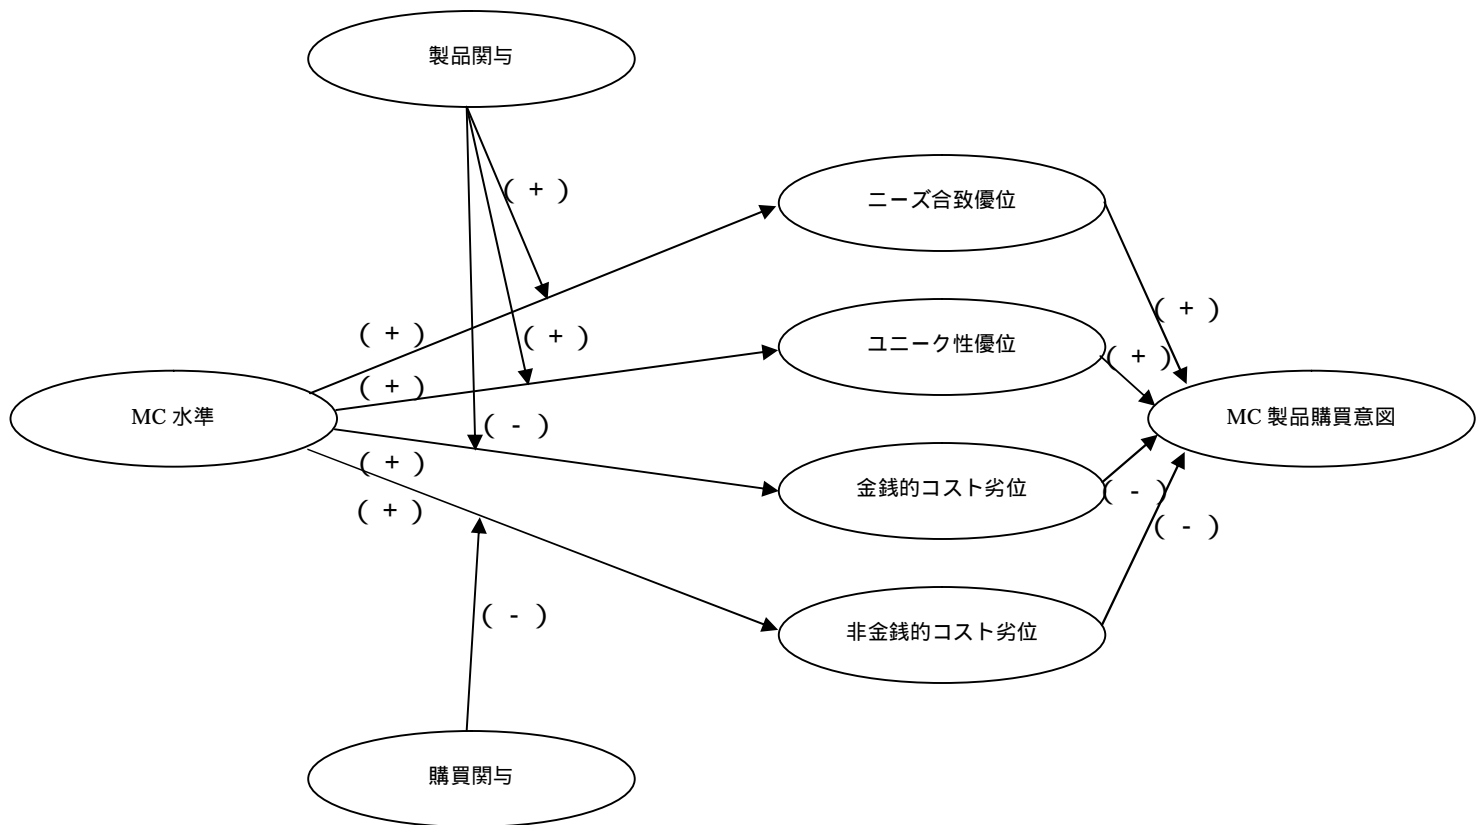 製品関与
( + )
ニーズ合致優位
( + )
( + )
( + )
ユニーク性優位
( + )
( + )
MC 水準
MC 製品購買意図
( - )
( + )
金銭的コスト劣位
( - )
( + )
( - )
( - )
非金銭的コスト劣位
購買関与